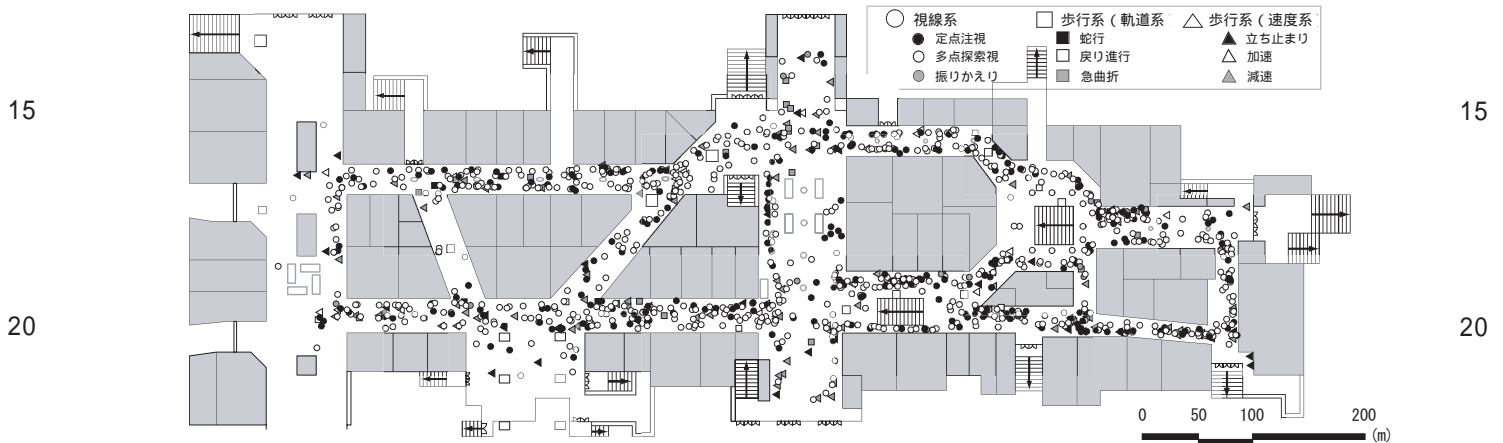 視線系 歩行系（軌道系 歩行系（速度系
定点注視 蛇行 立ち止まり
多点探索視 戻り進行 加速
振りかえり 急曲折 減速
15 15
20 20
0 50 100 200
(m)